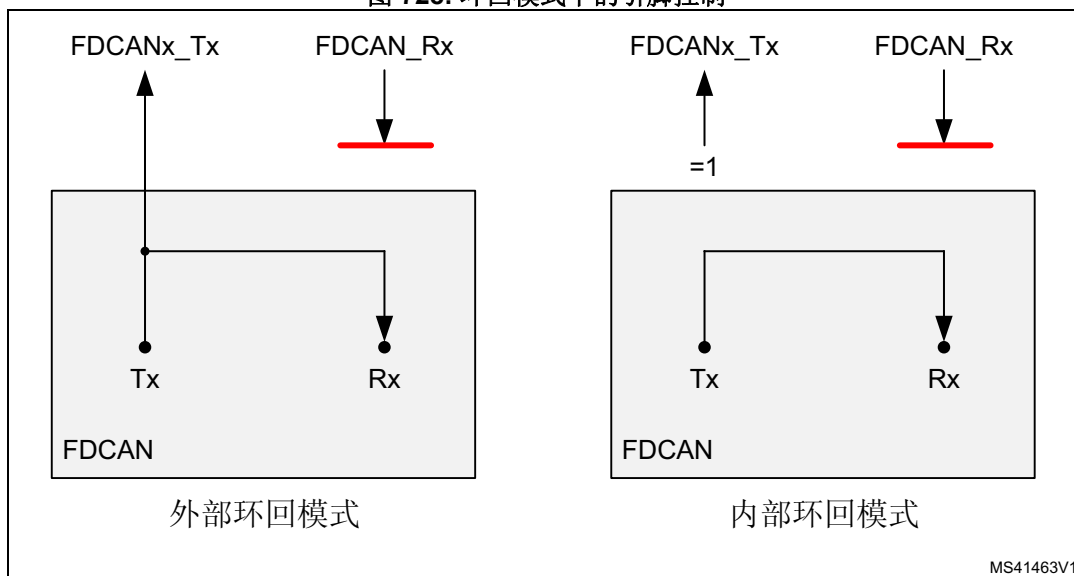 FDCANx_Tx FDCAN_Rx FDCANx_Tx FDCAN_Rx
=1
Tx Rx Tx Rx
FDCAN FDCAN
外部环回模式 内部环回模式
MS41463V1